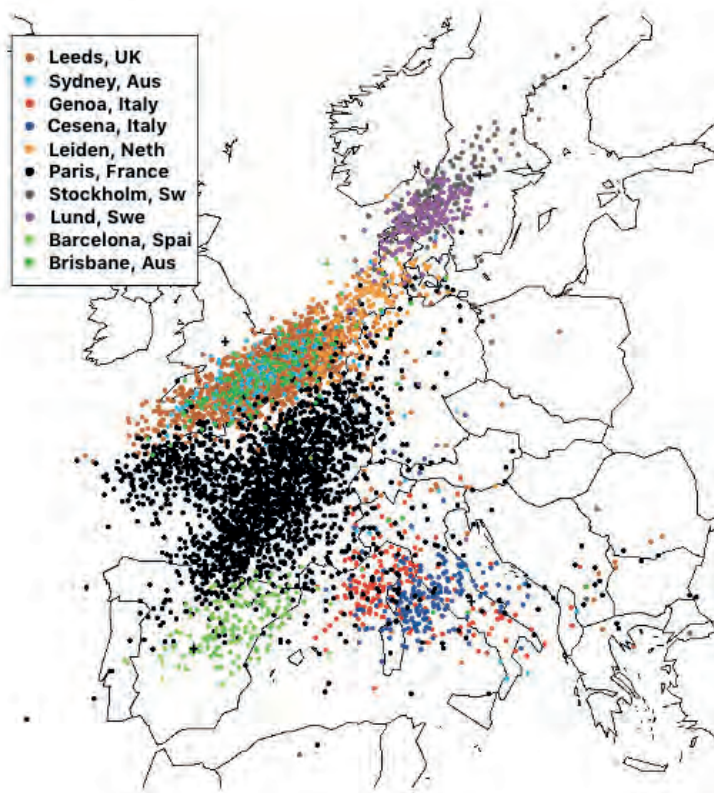 Leeds, UK
Sydney, Aus
Genoa, Italy
Cesena, Italy
Leiden, Neth
Paris, France
Stockholm, Sw
Lund, Swe
Barcelona, Spai
Brisbane, Aus